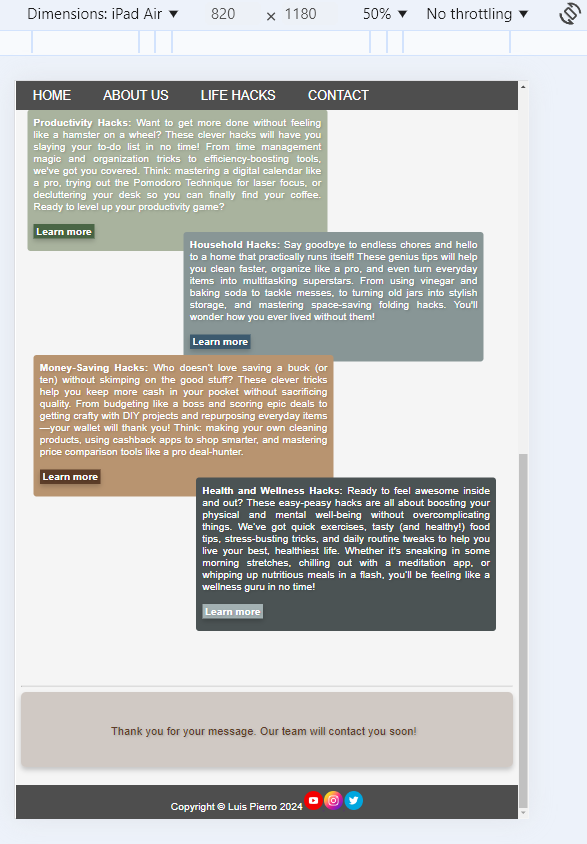 Dimensions: iPad Air ▼ 820 × 1180 50% ▼ No throttling ▼
HOME ABOUT US LIFE HACKS CONTACT
Productivity Hacks: Want to get more done without feeling
like a hamster on a wheel? These clever hacks will have you
slaying your to-do list in no time! From time management
magic and organization tricks to efficiency-boosting tools,
we've got you covered. Think: mastering a digital calendar like
a pro, trying out the Pomodoro Technique for laser focus, or
decluttering your desk so you can finally find your coffee.
Ready to level up your productivity game?
Learn more
Household Hacks: Say goodbye to endless chores and hello
to a home that practically runs itself! These genius tips will help
you clean faster, organize like a pro, and even turn everyday
items into multitasking superstars. From using vinegar and
baking soda to tackle messes, to turning old jars into stylish
storage, and mastering space-saving folding hacks. You'll
wonder how you ever lived without them!
Learn more
Money-Saving Hacks: Who doesn't love saving a buck (or
ten) without skimping on the good stuff? These clever tricks
help you keep more cash in your pocket without sacrificing
quality. From budgeting like a boss and scoring epic deals to
getting crafty with DIY projects and repurposing everyday items
—your wallet will thank you! Think: making your own cleaning
products, using cashback apps to shop smarter, and mastering
price comparison tools like a pro deal-hunter.
Learn more
Health and Wellness Hacks: Ready to feel awesome inside
and out? These easy-peasy hacks are all about boosting your
physical and mental well-being without overcomplicating
things. We've got quick exercises, tasty (and healthy!) food
tips, stress-busting tricks, and daily routine tweaks to help you
live your best, healthiest life. Whether it's sneaking in some
morning stretches, chilling out with a meditation app, or
whipping up nutritious meals in a flash, you'll be feeling like a
wellness guru in no time!
Learn more
Thank you for your message. Our team will contact you soon!
Copyright © Luis Pierro 2024